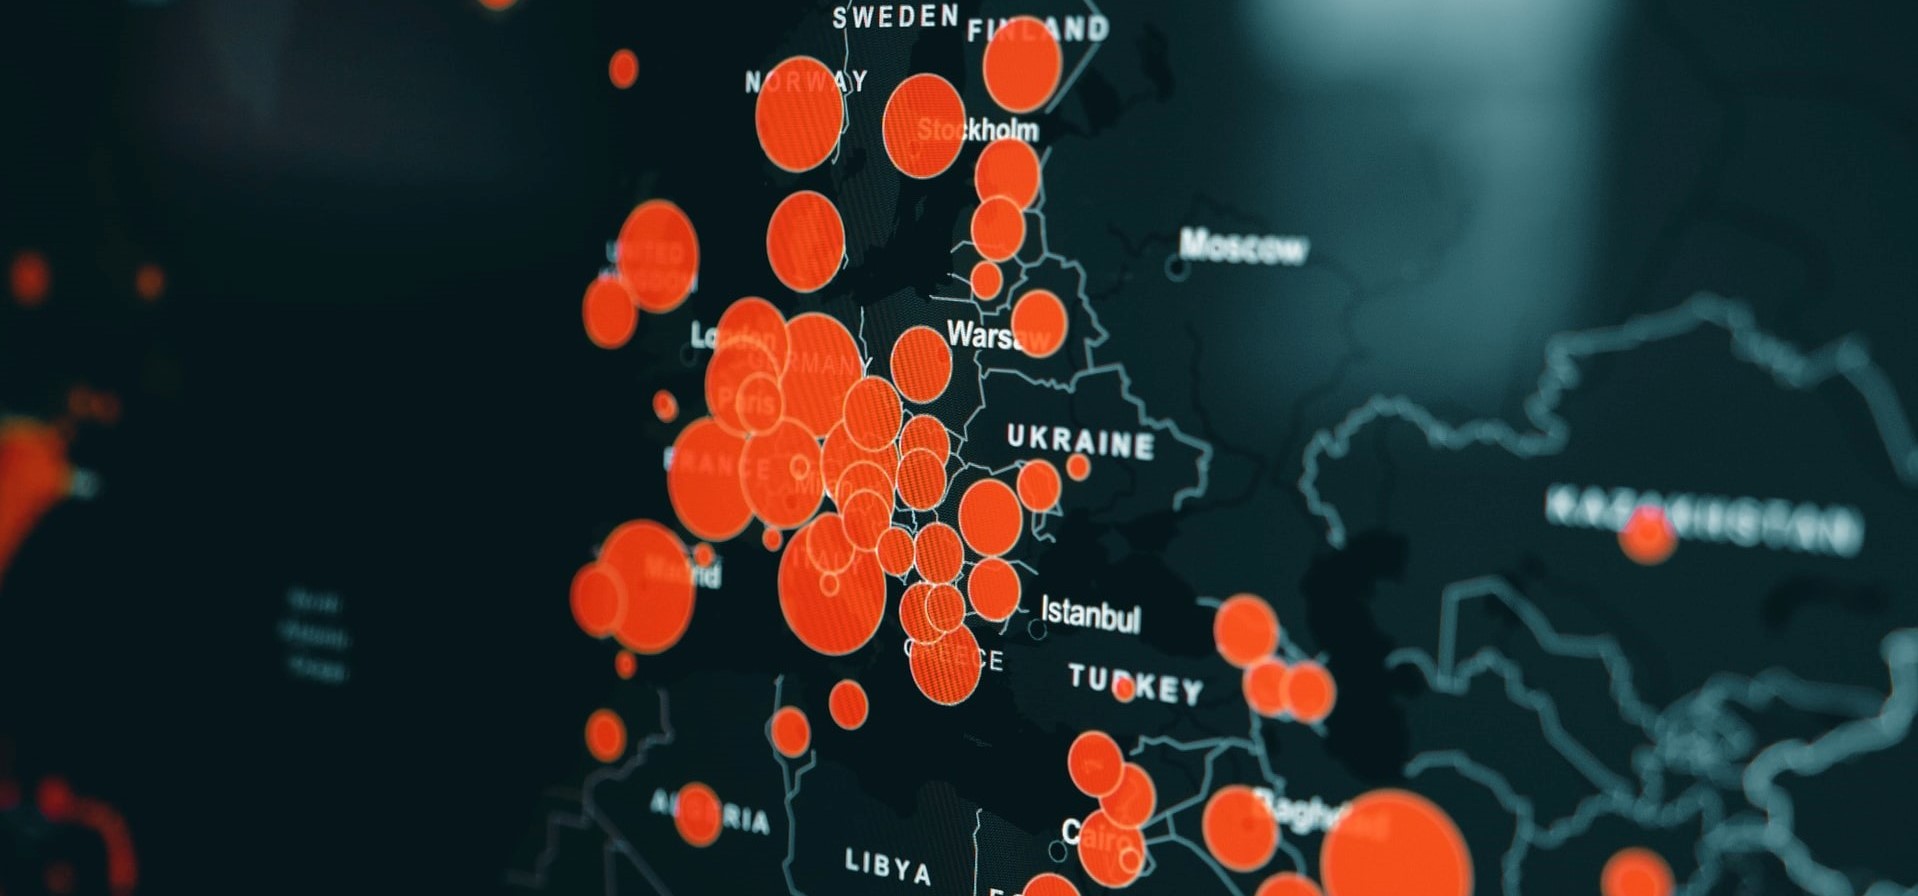 SWEDEN
FINLAND
NORWAY
Stockholm
UNITED
KINGDOM
Moscow
London
Warsaw
GERMANY
Paris
UKRAINE
FRANCE
Milan
KAZAKHSTAN
ITALY
Madrid
Istanbul
GREECE
TURKEY
ALGERIA
Baghdad
Cairo
LIBYA